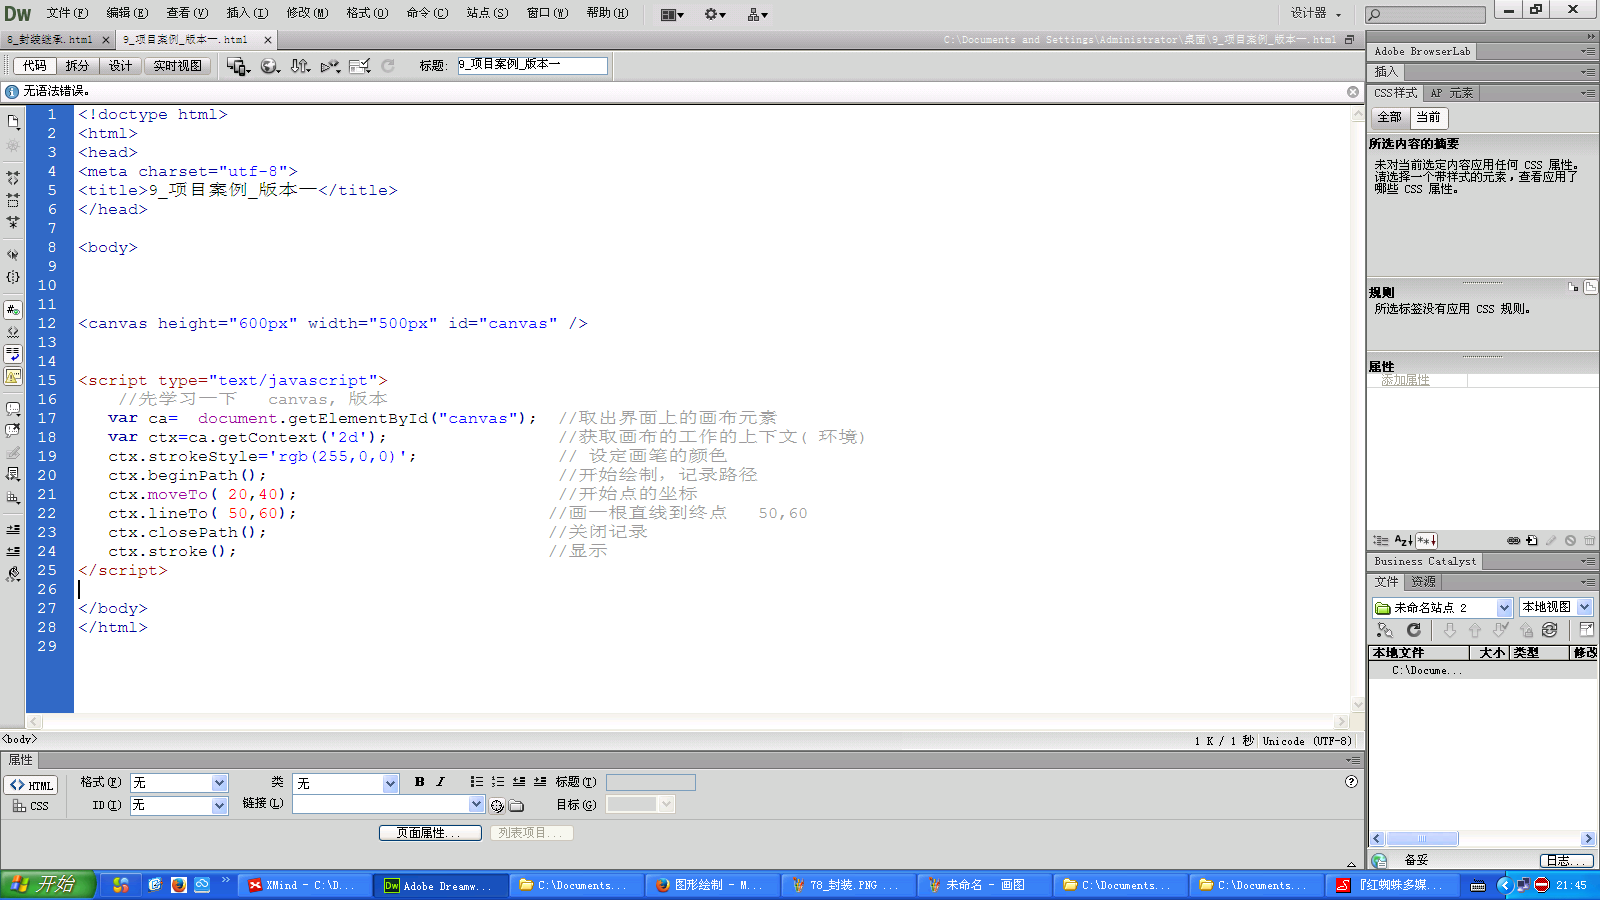 Dw 文件(F) 编辑(E) 查看(V) 插入(I) 修改(M) 格式(O) 命令(C) 站点(S) 窗口(W) 帮助(H) 设计器
8_封装继承.html 9_项目案例_版本一.html C:\Documents and Settings\Administrator\桌面\9_项目案例_版本一.html
代码 拆分 设计 实时视图 标题: 9_项目案例_版本一
无语法错误。
1 <!doctype html>
2 <html>
3 <head>
4 <meta charset="utf-8">
5 <title>9_项目案例_版本一</title>
6 </head>
7
8 <body>
9
10
11
12 <canvas height="600px" width="500px" id="canvas" />
13
14
15 <script type="text/javascript">
16 //先学习一下 canvas, 版本
17 var ca= document.getElementById("canvas"); //取出界面上的画布元素
18 var ctx=ca.getContext('2d'); //获取画布的工作的上下文( 环境)
19 ctx.strokeStyle='rgb(255,0,0)'; // 设定画笔的颜色
20 ctx.beginPath(); //开始绘制, 记录路径
21 ctx.moveTo( 20,40); //开始点的坐标
22 ctx.lineTo( 50,60); //画一根直线到终点 50,60
23 ctx.closePath(); //关闭记录
24 ctx.stroke(); //显示
25 </script>
26
27 </body>
28 </html>
29
<body> 1 K / 1 秒 Unicode (UTF-8)
属性
<> HTML 格式(F) 无 类 无 B I 标题(T)
CSS ID(I) 无 链接(L) 目标(G)
页面属性... 列表项目...
Adobe BrowserLab
插入
CSS样式 AP 元素
全部 当前
所选内容的摘要
未对当前选定内容应用任何 CSS 属性。
请选择一个带样式的元素，查看应用了
哪些 CSS 属性。
规则
所选标签没有应用 CSS 规则。
属性
添加属性
Business Catalyst
文件 资源
未命名站点 2 本地视图
本地文件 大小 类型 修改
C:\Docume...
备妥 日志...
开始 XMind - C:\D... Adobe Dreamw... C:\Documents... 图形绘制 - M... 78_封装.PNG ... 未命名 - 画图 C:\Documents... C:\Documents... 『红蜘蛛多媒... 21:45